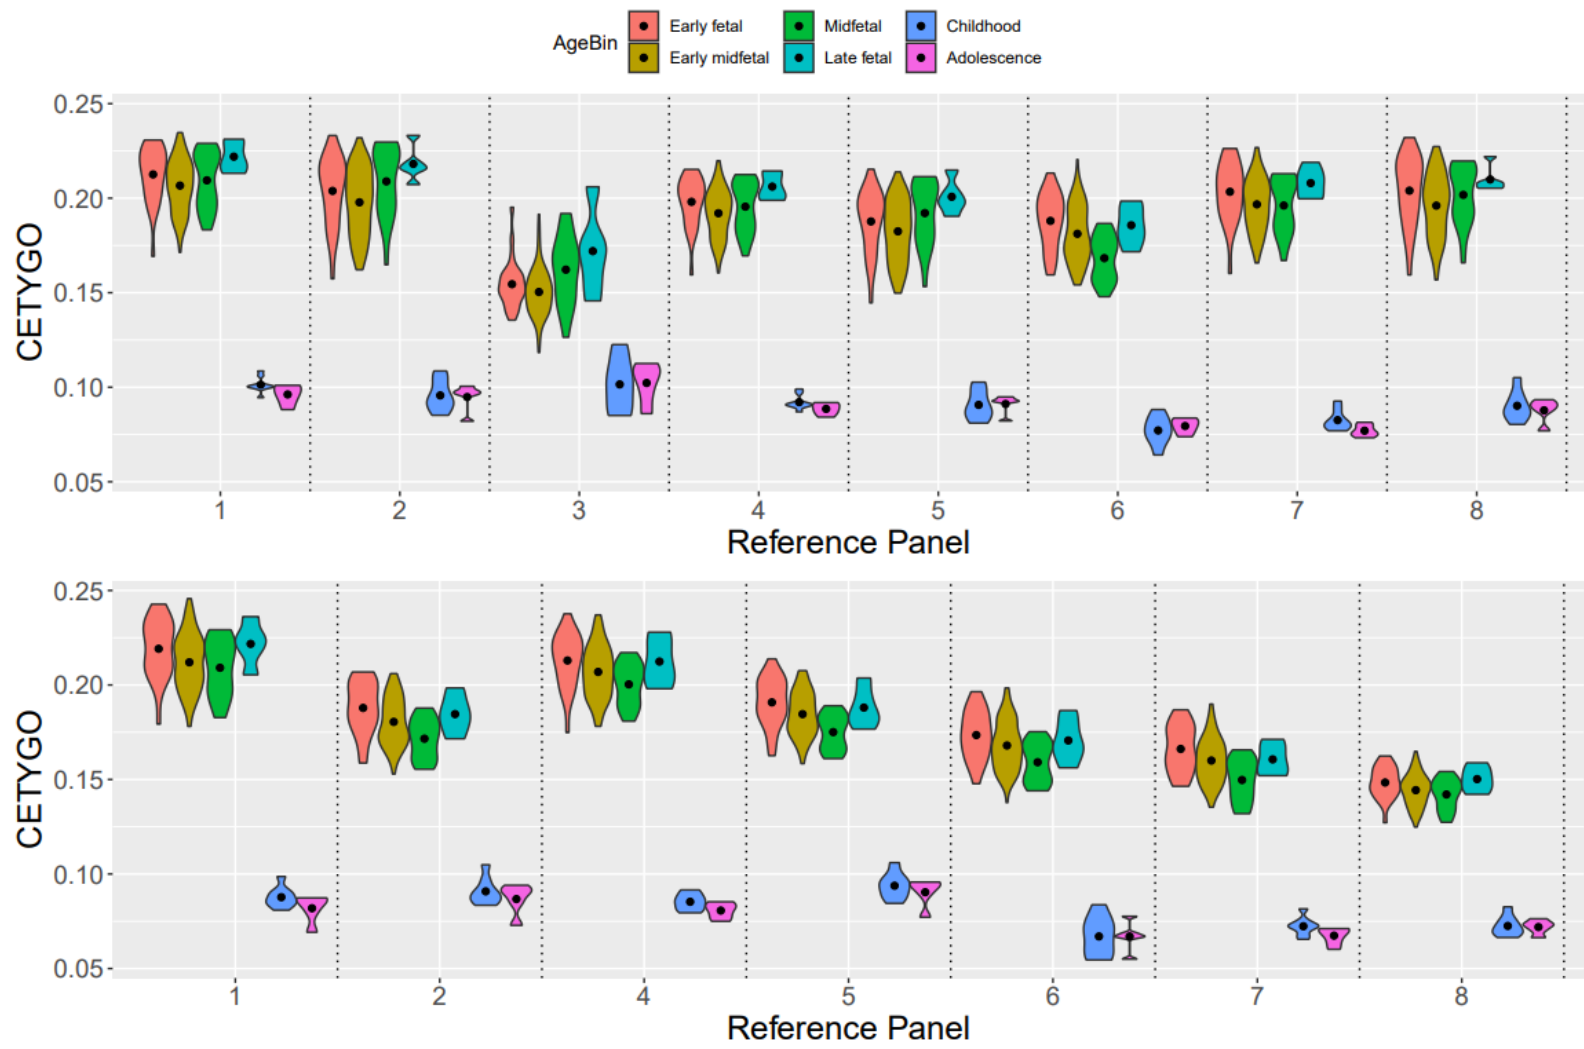 AgeBin
Early fetal
Midfetal
Childhood
Early midfetal
Late fetal
Adolescence
CETYGO
0.25
0.20
0.15
0.10
0.05
1 2 3 4 5 6 7 8
Reference Panel
CETYGO
0.25
0.20
0.15
0.10
0.05
1 2 4 5 6 7 8
Reference Panel